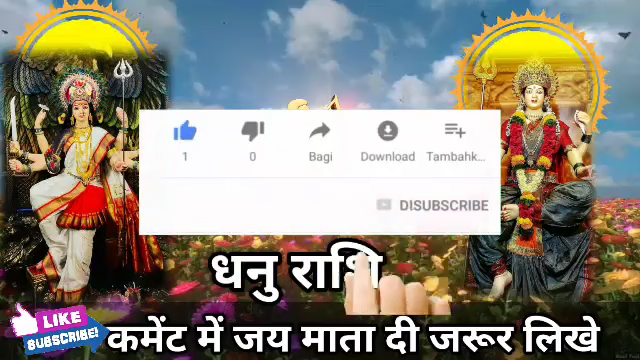 1 0 Bagi Download Tambahk...
DISUBSCRIBE
धनु राशि
LIKE
SUBSCRIBE!
कमेंट में जय माता दी जरूर लिखे